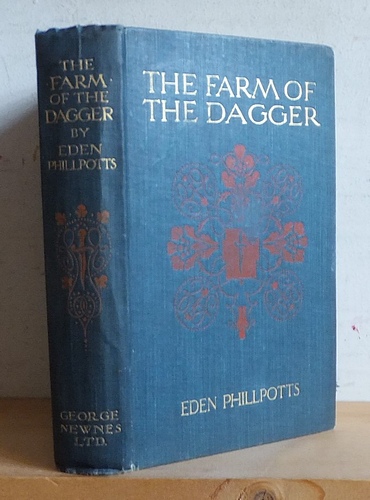 THE
FARM
OF THE
DAGGER
BY
EDEN
PHILLPOTTS
GEORGE
NEWNES
LTD.
THE FARM OF
THE DAGGER
EDEN PHILLPOTTS